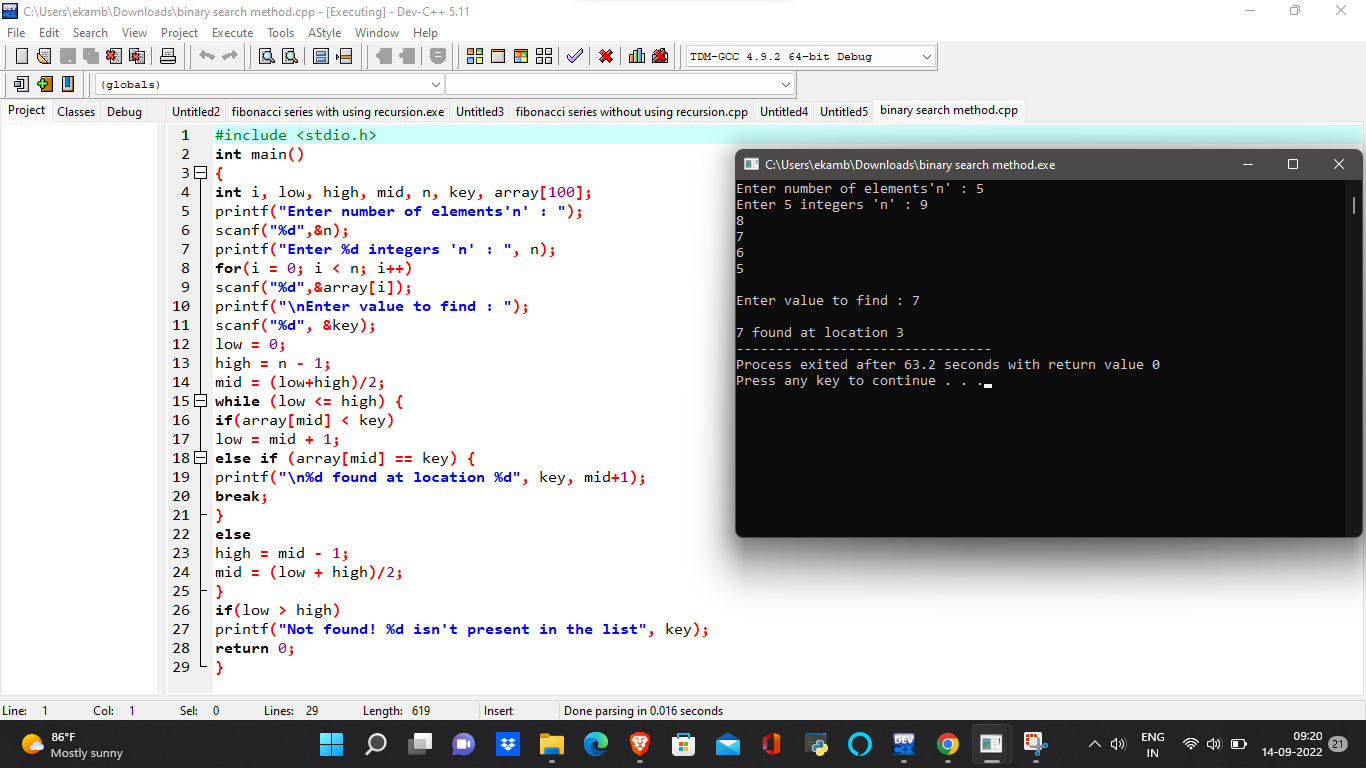 C:\Users\ekamb\Downloads\binary search method.cpp - [Executing] - Dev-C++ 5.11
File Edit Search View Project Execute Tools AStyle Window Help
TDM-GCC 4.9.2 64-bit Debug
(globals)
Project Classes Debug
Untitled2 fibonacci series with using recursion.exe Untitled3 fibonacci series without using recursion.cpp Untitled4 Untitled5 binary search method.cpp
1 #include <stdio.h>
2 int main()
3 {
4 int i, low, high, mid, n, key, array[100];
5 printf("Enter number of elements'n' : ");
6 scanf("%d",&n);
7 printf("Enter %d integers 'n' : ", n);
8 for(i = 0; i < n; i++)
9 scanf("%d",&array[i]);
10 printf("\nEnter value to find : ");
11 scanf("%d", &key);
12 low = 0;
13 high = n - 1;
14 mid = (low+high)/2;
15 while (low <= high) {
16 if(array[mid] < key)
17 low = mid + 1;
18 else if (array[mid] == key) {
19 printf("\n%d found at location %d", key, mid+1);
20 break;
21 }
22 else
23 high = mid - 1;
24 mid = (low + high)/2;
25 }
26 if(low > high)
27 printf("Not found! %d isn't present in the list", key);
28 return 0;
29 }
C:\Users\ekamb\Downloads\binary search method.exe
Enter number of elements'n' : 5
Enter 5 integers 'n' : 9
8
7
6
5
Enter value to find : 7
7 found at location 3
--------------------------------
Process exited after 63.2 seconds with return value 0
Press any key to continue . . .
Line: 1 Col: 1 Sel: 0 Lines: 29 Length: 619 Insert Done parsing in 0.016 seconds
86°F
Mostly sunny
DEV
ENG
IN
09:20
14-09-2022
21